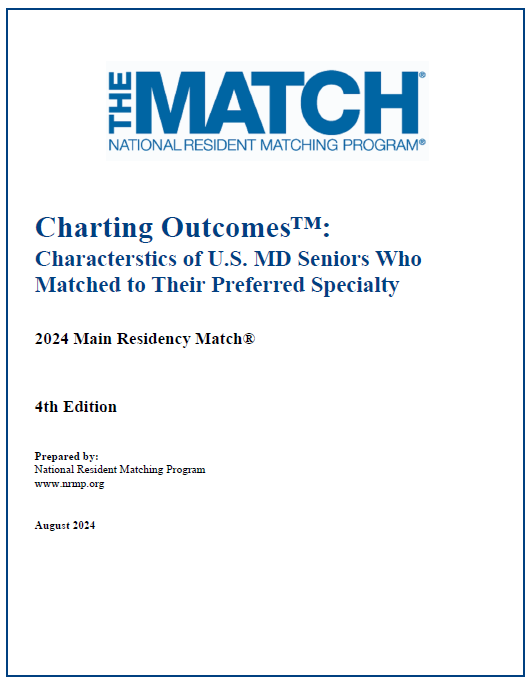 THE MATCH®
NATIONAL RESIDENT MATCHING PROGRAM®
Charting Outcomes™:
Characterstics of U.S. MD Seniors Who
Matched to Their Preferred Specialty
2024 Main Residency Match®
4th Edition
Prepared by:
National Resident Matching Program
www.nrmp.org
August 2024